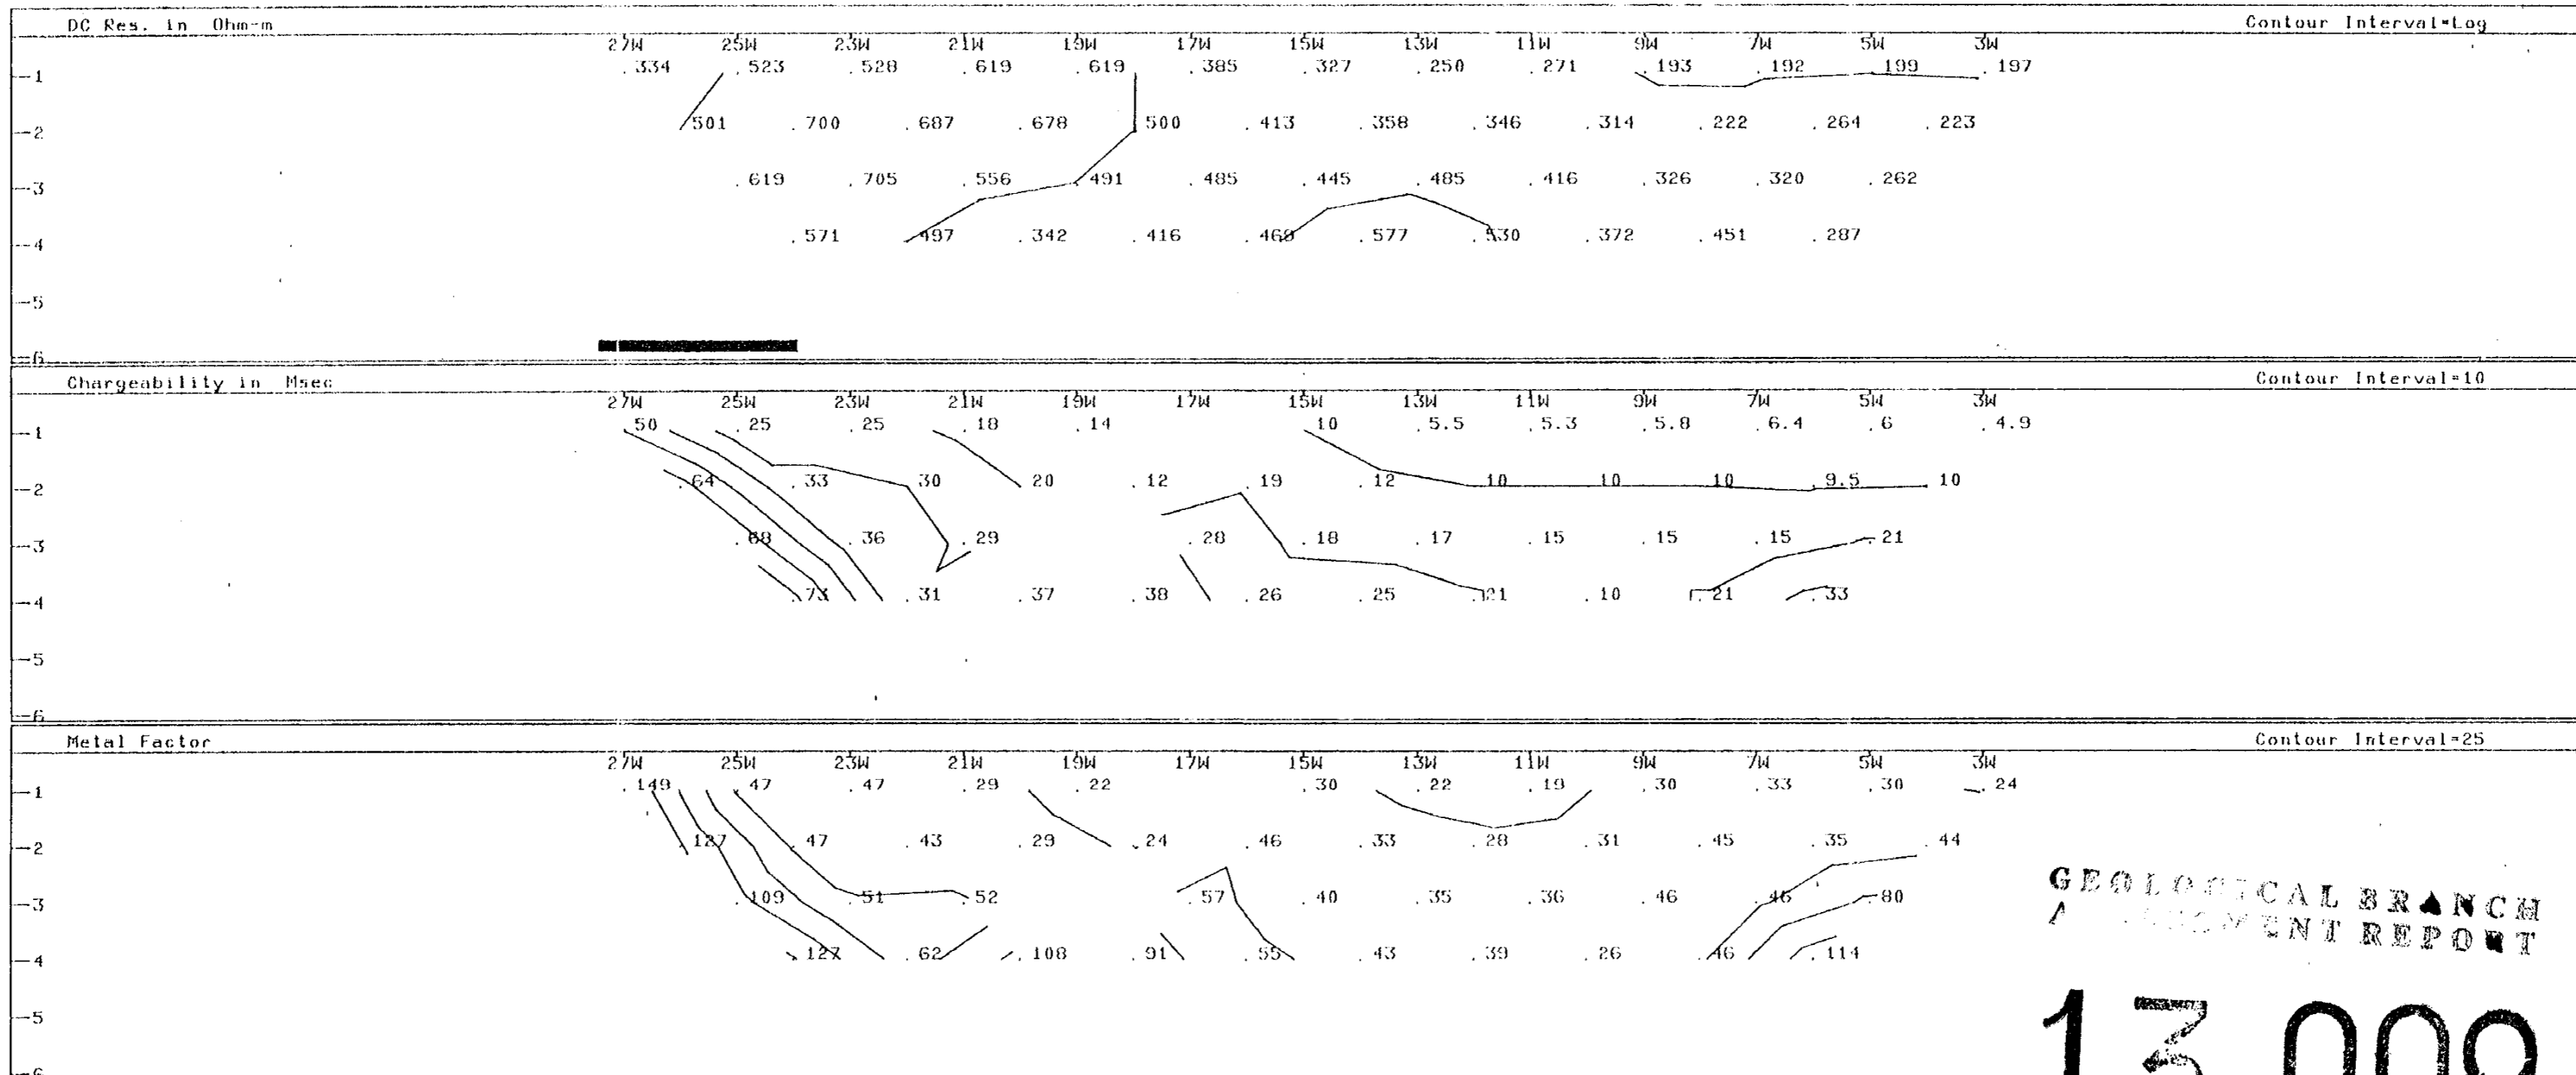 DC Res. in Ohm-m Contour Interval=Log
27W 25W 23W 21W 19W 17W 15W 13W 11W 9W 7W 5W 3W
--1 .334 .523 .528 .619 .619 .385 .327 .250 .271 .193 .192 .199 .197
--2 501 .700 .687 .678 500 .413 .358 .346 .314 .222 .264 .223
--3 .619 .705 .556 491 .485 .445 .485 .416 .326 .320 .262
--4 .571 497 .342 .416 .469 .577 .530 .372 .451 .287
--5
--6
Chargeability in Msec Contour Interval=10
27W 25W 23W 21W 19W 17W 15W 13W 11W 9W 7W 5W 3W
--1 50 .25 .25 .18 .14 10 .5.5 .5.3 .5.8 .6.4 .6 .4.9
--2 .64 .33 30 20 .12 .19 .12 10 10 10 .9.5 10
--3 .68 .36 .29 .28 .18 .17 .15 .15 .15 .21
--4 .73 .31 .37 .38 .26 .25 .21 .10 .21 .33
--5
--6
Metal Factor Contour Interval=25
27W 25W 23W 21W 19W 17W 15W 13W 11W 9W 7W 5W 3W
--1 .149 .47 .47 .29 .22 .30 .22 .19 .30 .33 .30 .24
--2 .127 .47 .43 .29 .24 .46 .33 .28 .31 .45 .35 .44
--3 .109 .51 .52 .57 .40 .35 .36 .46 .46 .80
--4 .127 .62 .108 .91 .55 .43 .39 .26 .46 .114
--5
--6
GEOLOGICAL BRANCH
ASSESSMENT REPORT
13,009